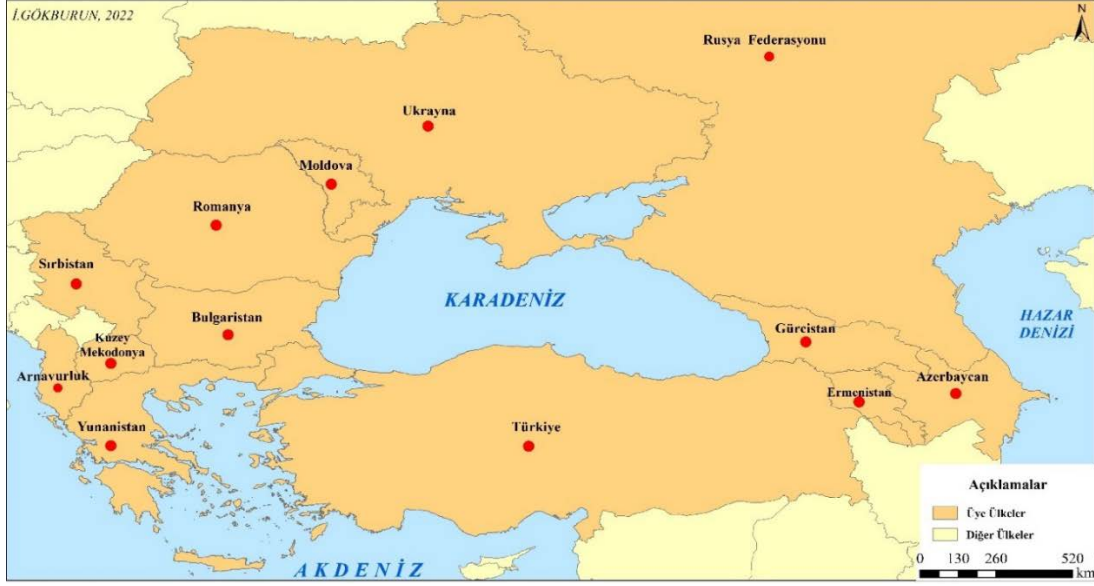 İ.GÖKBURUN, 2022
N
Rusya Federasyonu
Ukrayna
Moldova
Romanya
Sırbistan
KARADENİZ
HAZAR
DENİZİ
Bulgaristan
Gürcistan
Kuzey
Mekodonya
Arnavurluk
Azerbaycan
Ermenistan
Yunanistan
Türkiye
Açıklamalar
Üye Ülkeler
Diğer Ülkeler
0 130 260 520
km
AKDENİZ